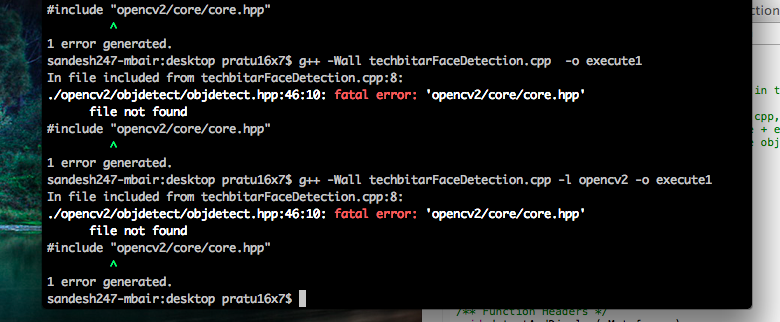 #include "opencv2/core/core.hpp"
^
1 error generated.
sandesh247-mbair:desktop pratu16x7$ g++ -Wall techbitarFaceDetection.cpp  -o execute1
In file included from techbitarFaceDetection.cpp:8:
./opencv2/objdetect/objdetect.hpp:46:10: fatal error: 'opencv2/core/core.hpp'
file not found
#include "opencv2/core/core.hpp"
^
1 error generated.
sandesh247-mbair:desktop pratu16x7$ g++ -Wall techbitarFaceDetection.cpp -l opencv2 -o execute1
In file included from techbitarFaceDetection.cpp:8:
./opencv2/objdetect/objdetect.hpp:46:10: fatal error: 'opencv2/core/core.hpp'
file not found
#include "opencv2/core/core.hpp"
^
1 error generated.
sandesh247-mbair:desktop pratu16x7$
ction
in t
cpp,
+ e
obj
/** Function Headers */